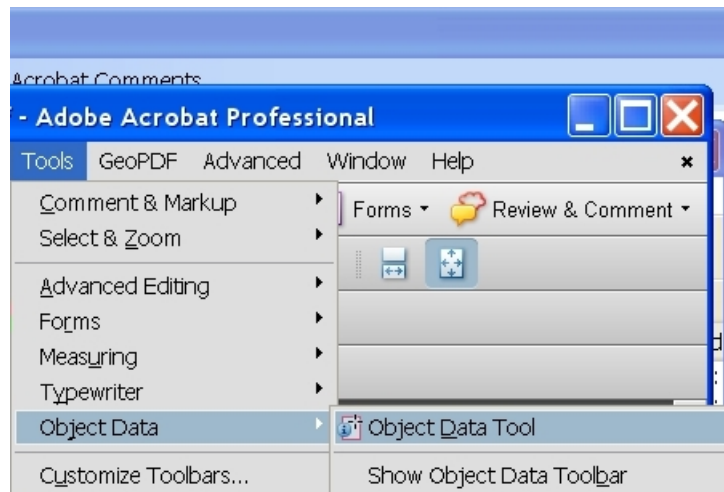 Acrobat Comments
- Adobe Acrobat Professional
Tools GeoPDF Advanced Window Help
Comment & Markup
Forms Review & Comment
Select & Zoom
Advanced Editing
Forms
Measuring
Typewriter
Object Data
Object Data Tool
Customize Toolbars...
Show Object Data Toolbar